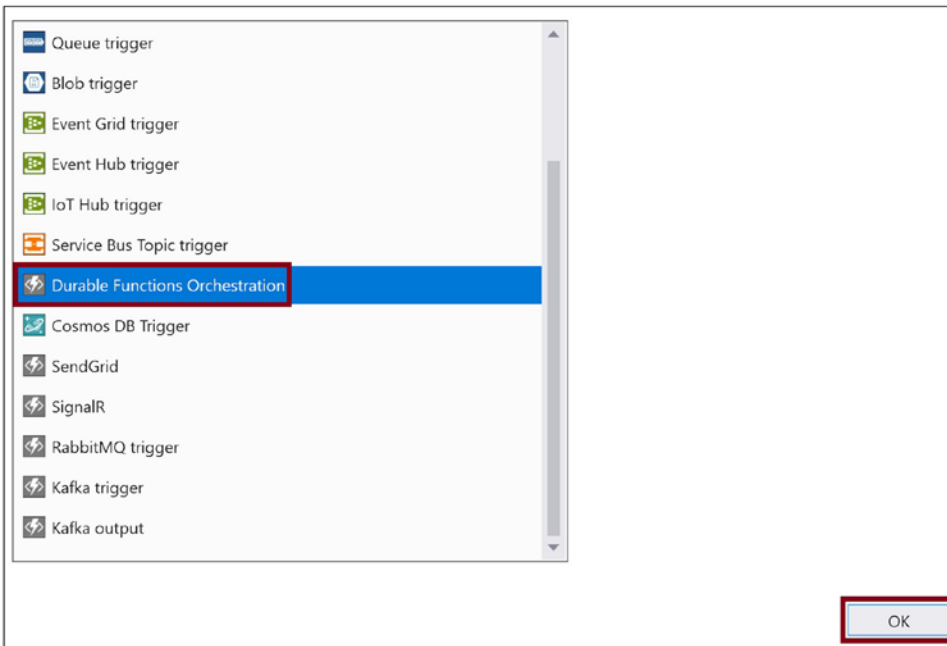 Queue trigger
Blob trigger
Event Grid trigger
Event Hub trigger
IoT Hub trigger
Service Bus Topic trigger
Durable Functions Orchestration
Cosmos DB Trigger
SendGrid
SignalR
RabbitMQ trigger
Kafka trigger
Kafka output
OK